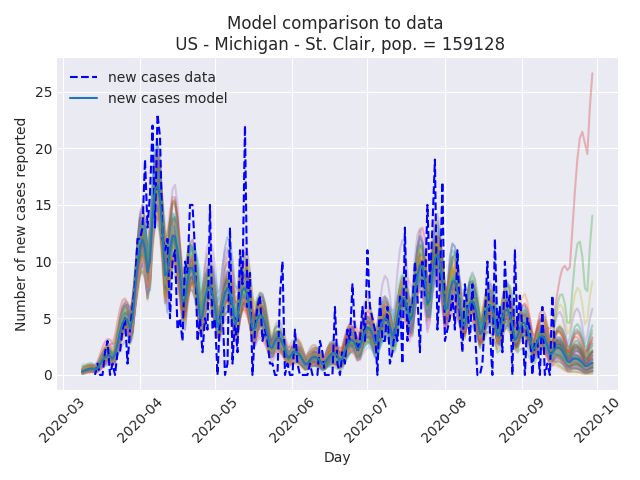 Model comparison to data
US - Michigan - St. Clair, pop. = 159128
new cases data
new cases model
Number of new cases reported
25
20
15
10
5
0
2020-03
2020-04
2020-05
2020-06
2020-07
2020-08
2020-09
2020-10
Day